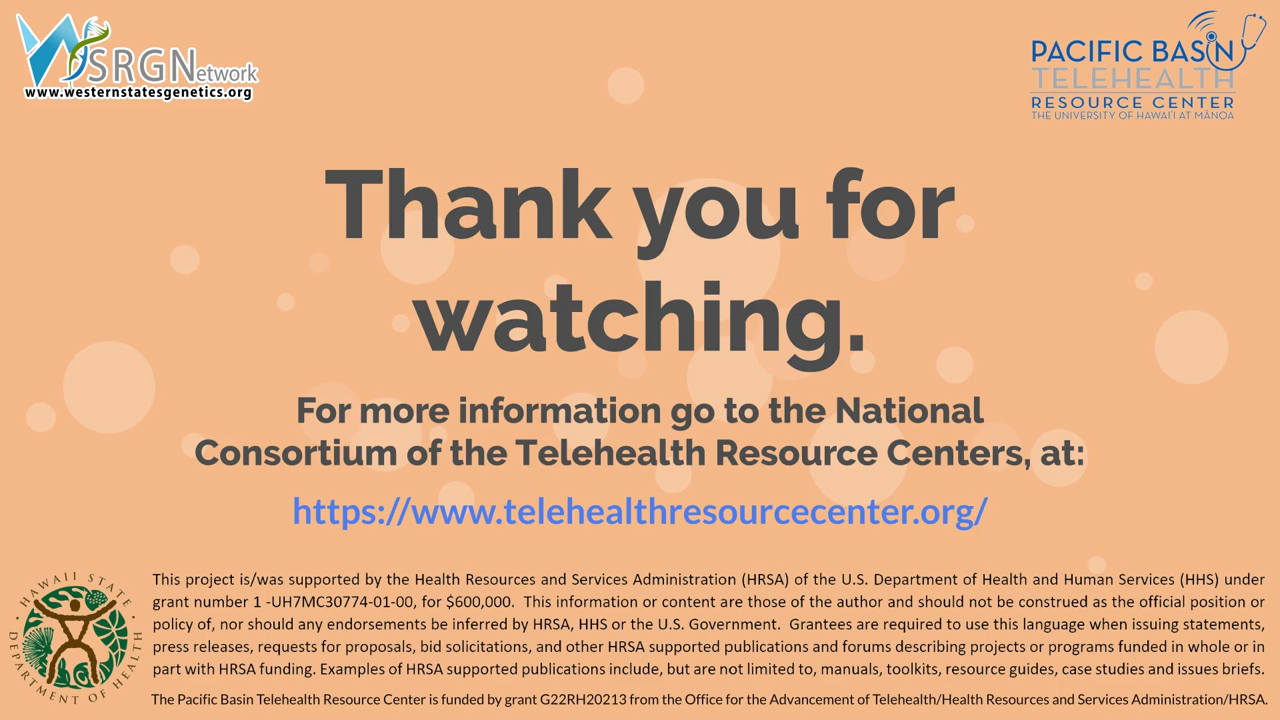 WSRGNetwork
www.westernstatesgenetics.org
PACIFIC BASIN
TELEHEALTH
RESOURCE CENTER
THE UNIVERSITY OF HAWAI'I AT MĀNOA
Thank you for
watching.
For more information go to the National
Consortium of the Telehealth Resource Centers, at:
https://www.telehealthresourcecenter.org/
HAWAII STATE
DEPARTMENT OF HEALTH
This project is/was supported by the Health Resources and Services Administration (HRSA) of the U.S. Department of Health and Human Services (HHS) under
grant number 1 -UH7MC30774-01-00, for $600,000. This information or content are those of the author and should not be construed as the official position or
policy of, nor should any endorsements be inferred by HRSA, HHS or the U.S. Government. Grantees are required to use this language when issuing statements,
press releases, requests for proposals, bid solicitations, and other HRSA supported publications and forums describing projects or programs funded in whole or in
part with HRSA funding. Examples of HRSA supported publications include, but are not limited to, manuals, toolkits, resource guides, case studies and issues briefs.
The Pacific Basin Telehealth Resource Center is funded by grant G22RH20213 from the Office for the Advancement of Telehealth/Health Resources and Services Administration/HRSA.